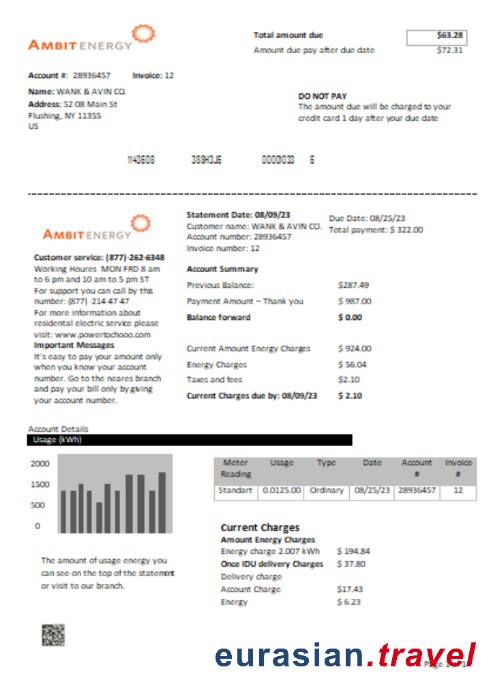 AMBIT ENERGY
Total amount due $63.28
Amount due pay after due date $72.31
Account #: 28936457 Invoice: 12
Name: WANK & AVIN CO.
Address: 52 08 Main St
Flushing, NY 11355
US
DO NOT PAY
The amount due will be charged to your
credit card 1 day after your due date
AMBIT ENERGY
Customer service: (877)-262-6348
Working Houres MON-FRD 8 am
to 6 pm and 10 am to 5 pm ST
For support you can call by this
number: (877) 214-47-47
For more information about
residential electric service please
visit: www.powertochooo.com
Important Messages
It's easy to pay your amount only
when you know your account
number. Go to the neares branch
and pay your bill only by giving
your account number.
Statement Date: 08/09/23
Customer name: WANK & AVIN CO.
Account number: 28936457
Invoice number: 12
Due Date: 08/25/23
Total payment: $ 322.00
Account Summary
Previous Balance: $287.49
Payment Amount – Thank you $ 987.00
Balance forward $ 0.00
Current Amount Energy Charges $ 924.00
Energy Charges $ 56.04
Taxes and fees $2.10
Current Charges due by: 08/09/23 $ 2.10
Account Details
Usage (kWh)
2000
1500
500
0
Meter Reading Usage Type Date Account # Invoice #
Standart 0.0125.00 Ordinary 08/25/23 28936457 12
The amount of usage energy you
can see on the top of the statement
or visit to our branch.
Current Charges
Amount Energy Charges
Energy charge 2.007 kWh $ 194.84
Once IDU delivery Charges $ 37.80
Delivery charge
Account Charge $17.43
Energy $ 6.23
eurasian.travel